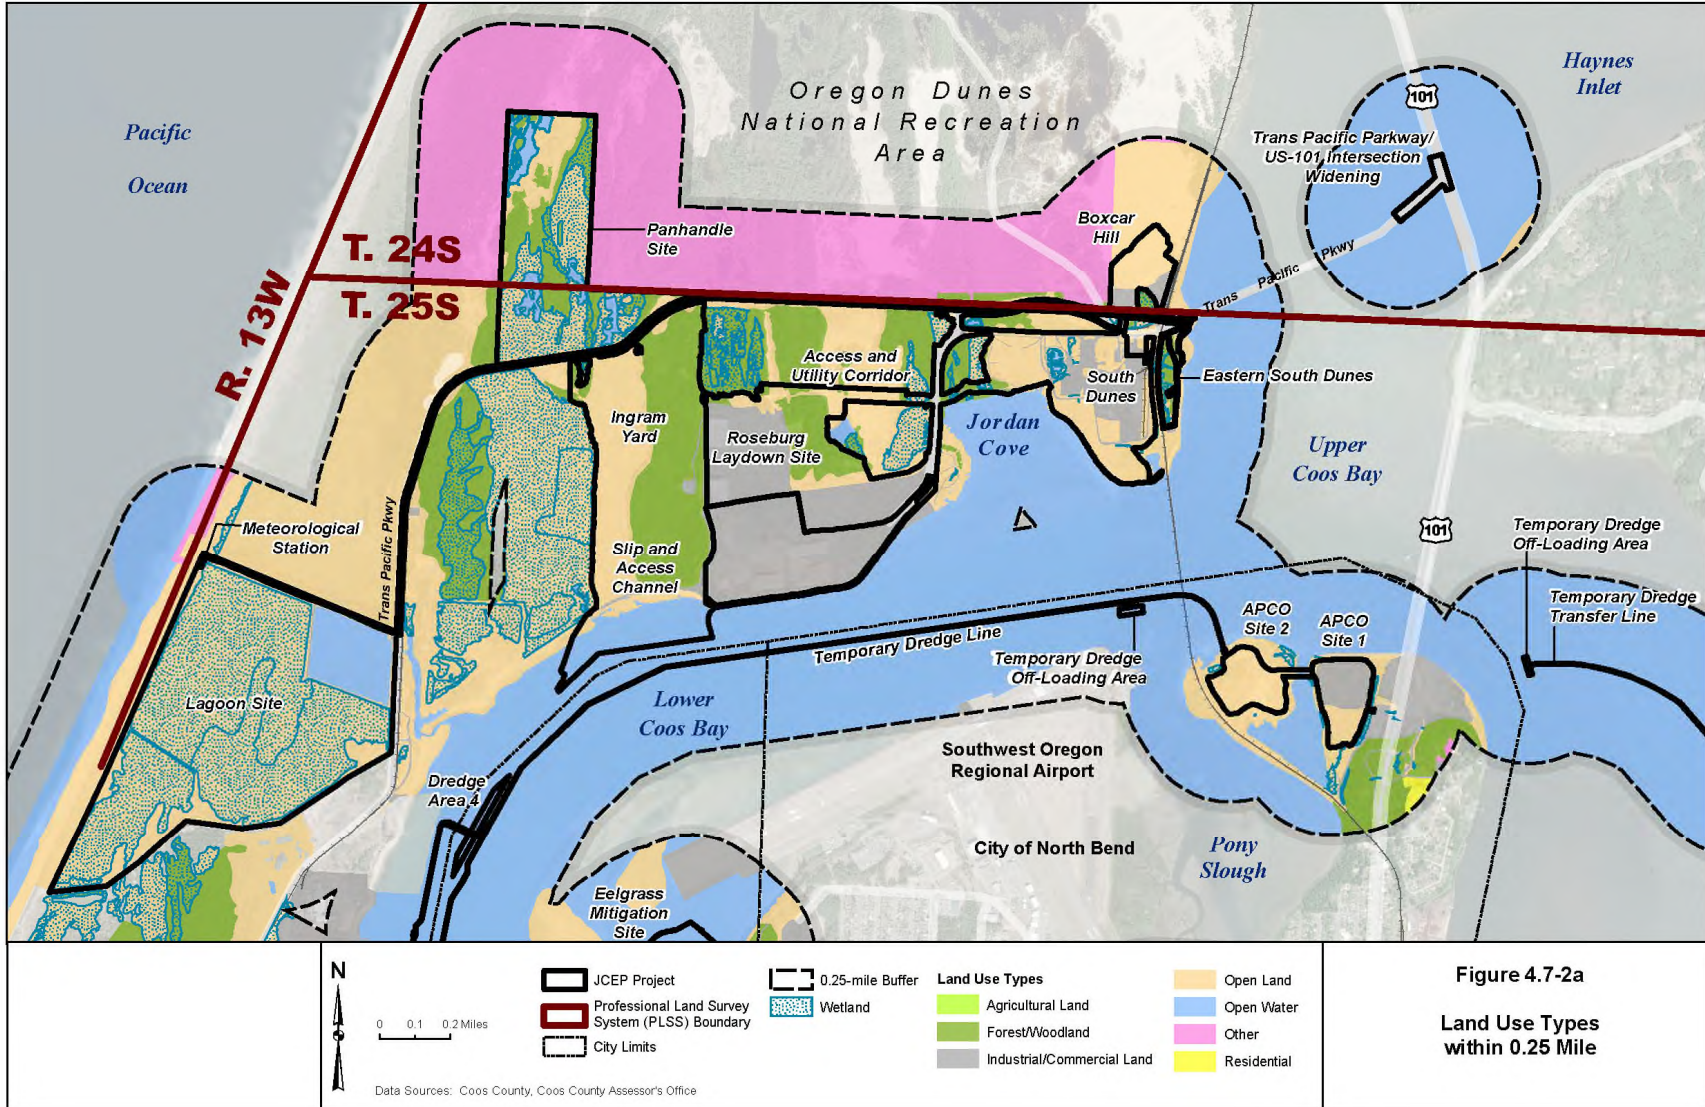 Pacific
Ocean
Oregon Dunes
National Recreation
Area
Haynes
Inlet
101
Trans Pacific Parkway/
US-101 Intersection
Widening
Boxcar
Hill
Panhandle
Site
T. 24S
T. 25S
R. 13W
Trans Pacific Pkwy
Access and
Utility Corridor
South
Dunes
Eastern South Dunes
Ingram
Yard
Roseburg
Laydown Site
Jordan
Cove
Upper
Coos Bay
Meteorological
Station
Trans Pacific Pkwy
Slip and
Access
Channel
101
Temporary Dredge
Off-Loading Area
Temporary Dredge
Transfer Line
APCO
Site 2
APCO
Site 1
Temporary Dredge Line
Temporary Dredge
Off-Loading Area
Lagoon Site
Lower
Coos Bay
Southwest Oregon
Regional Airport
Dredge
Area 4
City of North Bend
Pony
Slough
Eelgrass
Mitigation
Site
N
0 0.1 0.2 Miles
JCEP Project
Professional Land Survey
System (PLSS) Boundary
City Limits
0.25-mile Buffer
Wetland
Land Use Types
Agricultural Land
Forest/Woodland
Industrial/Commercial Land
Open Land
Open Water
Other
Residential
Data Sources: Coos County, Coos County Assessor's Office
Figure 4.7-2a
Land Use Types
within 0.25 Mile